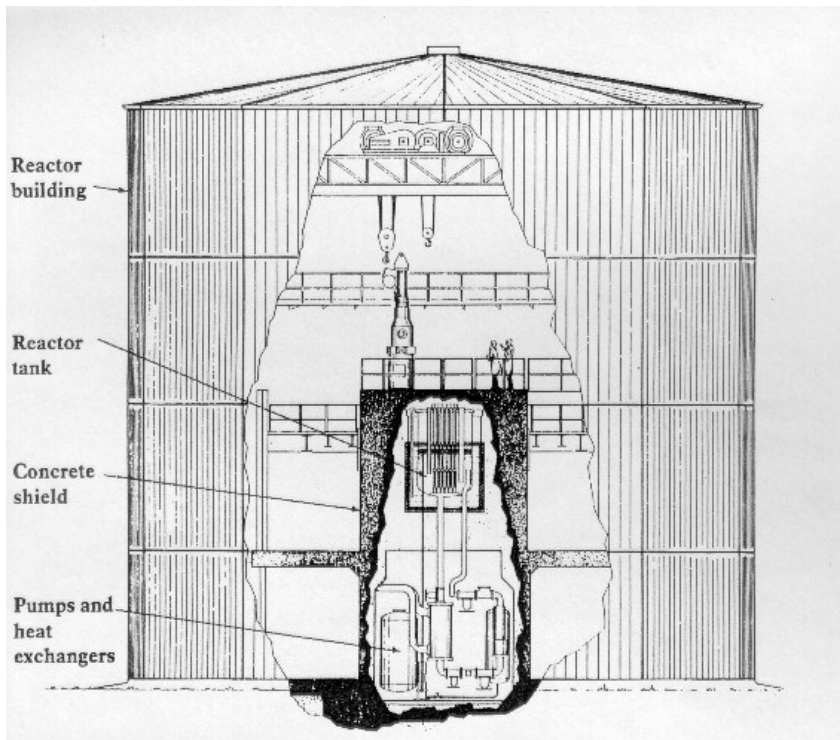 Reactor
building
Reactor
tank
Concrete
shield
Pumps and
heat
exchangers